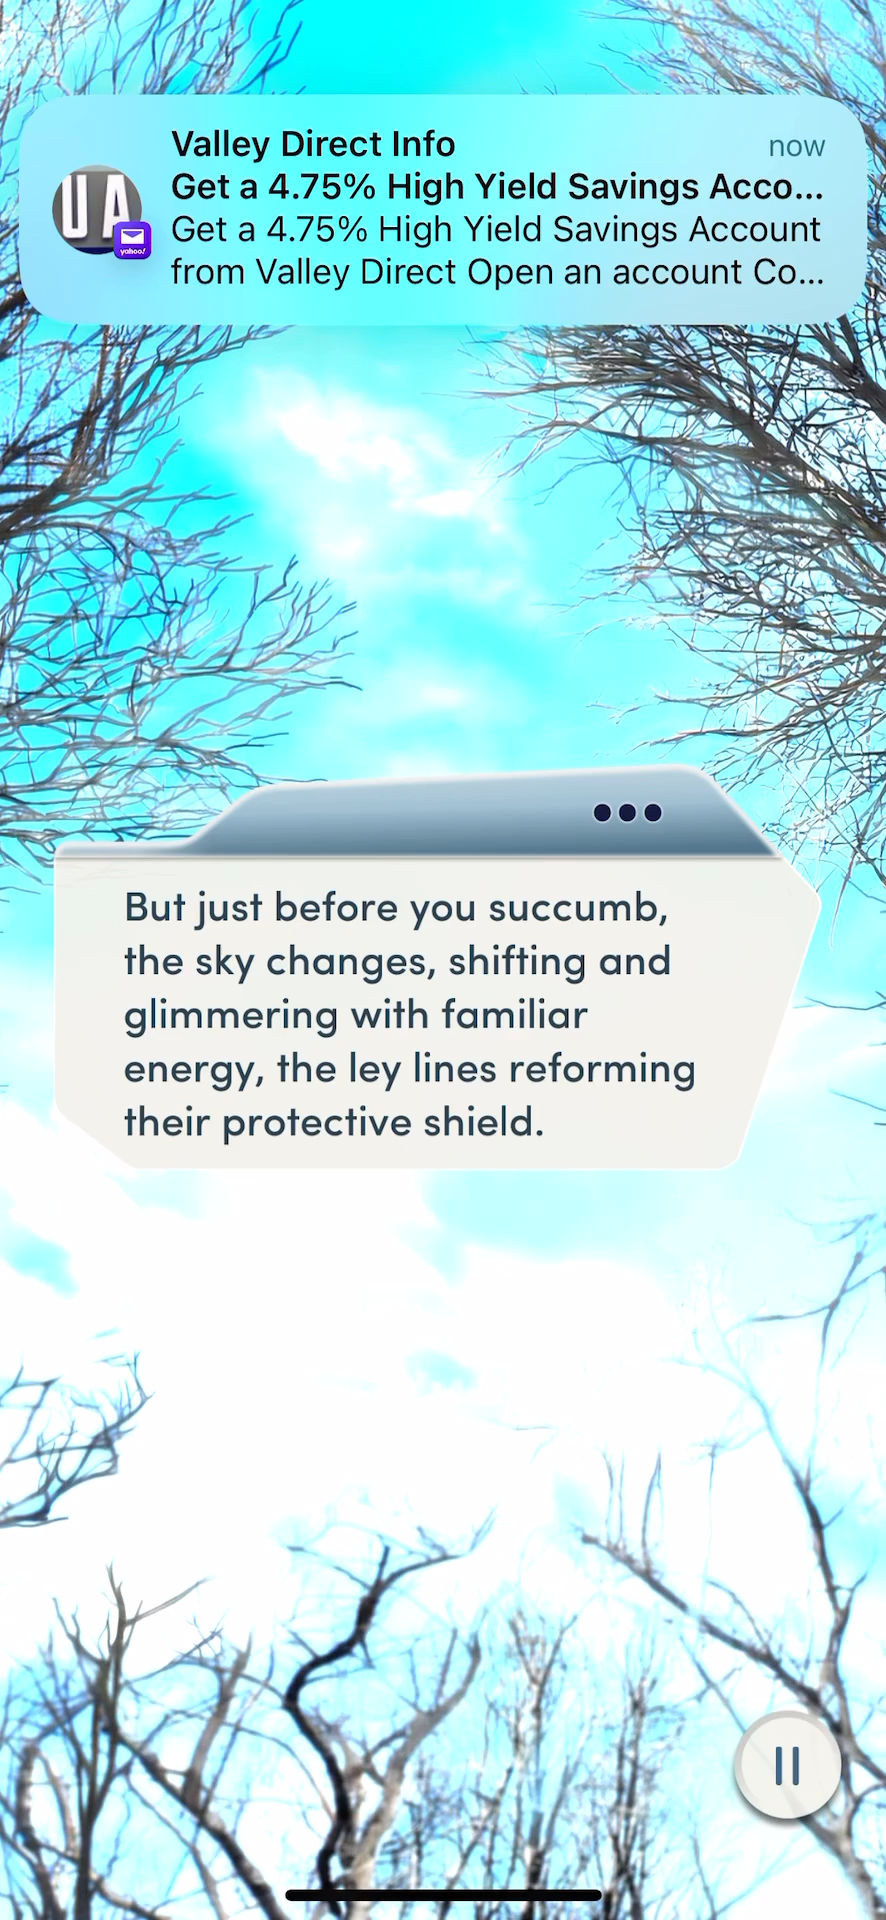 Valley Direct Info now
Get a 4.75% High Yield Savings Acco...
Get a 4.75% High Yield Savings Account
from Valley Direct Open an account Co...
UA
yahoo!
But just before you succumb,
the sky changes, shifting and
glimmering with familiar
energy, the ley lines reforming
their protective shield.